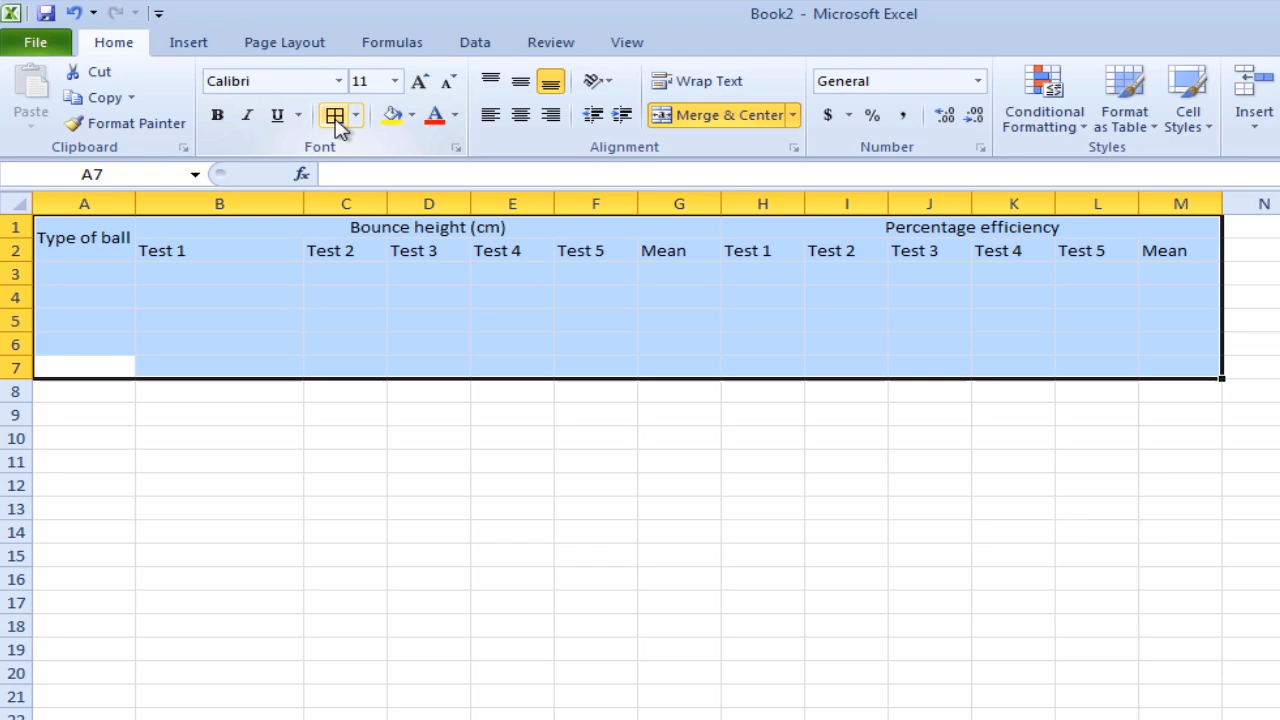 Book2 - Microsoft Excel
File Home Insert Page Layout Formulas Data Review View
Paste Cut Copy Format Painter Clipboard
Calibri 11 A A B I U A Font
Wrap Text Merge & Center Alignment
General $ % , .0 .00 .00 .0 Number
Conditional Formatting Format as Table Cell Styles Styles
Insert
A7 fx
A B C D E F G H I J K L M N
1 Type of ball Bounce height (cm) Percentage efficiency
2 Test 1 Test 2 Test 3 Test 4 Test 5 Mean Test 1 Test 2 Test 3 Test 4 Test 5 Mean
3
4
5
6
7
8
9
10
11
12
13
14
15
16
17
18
19
20
21